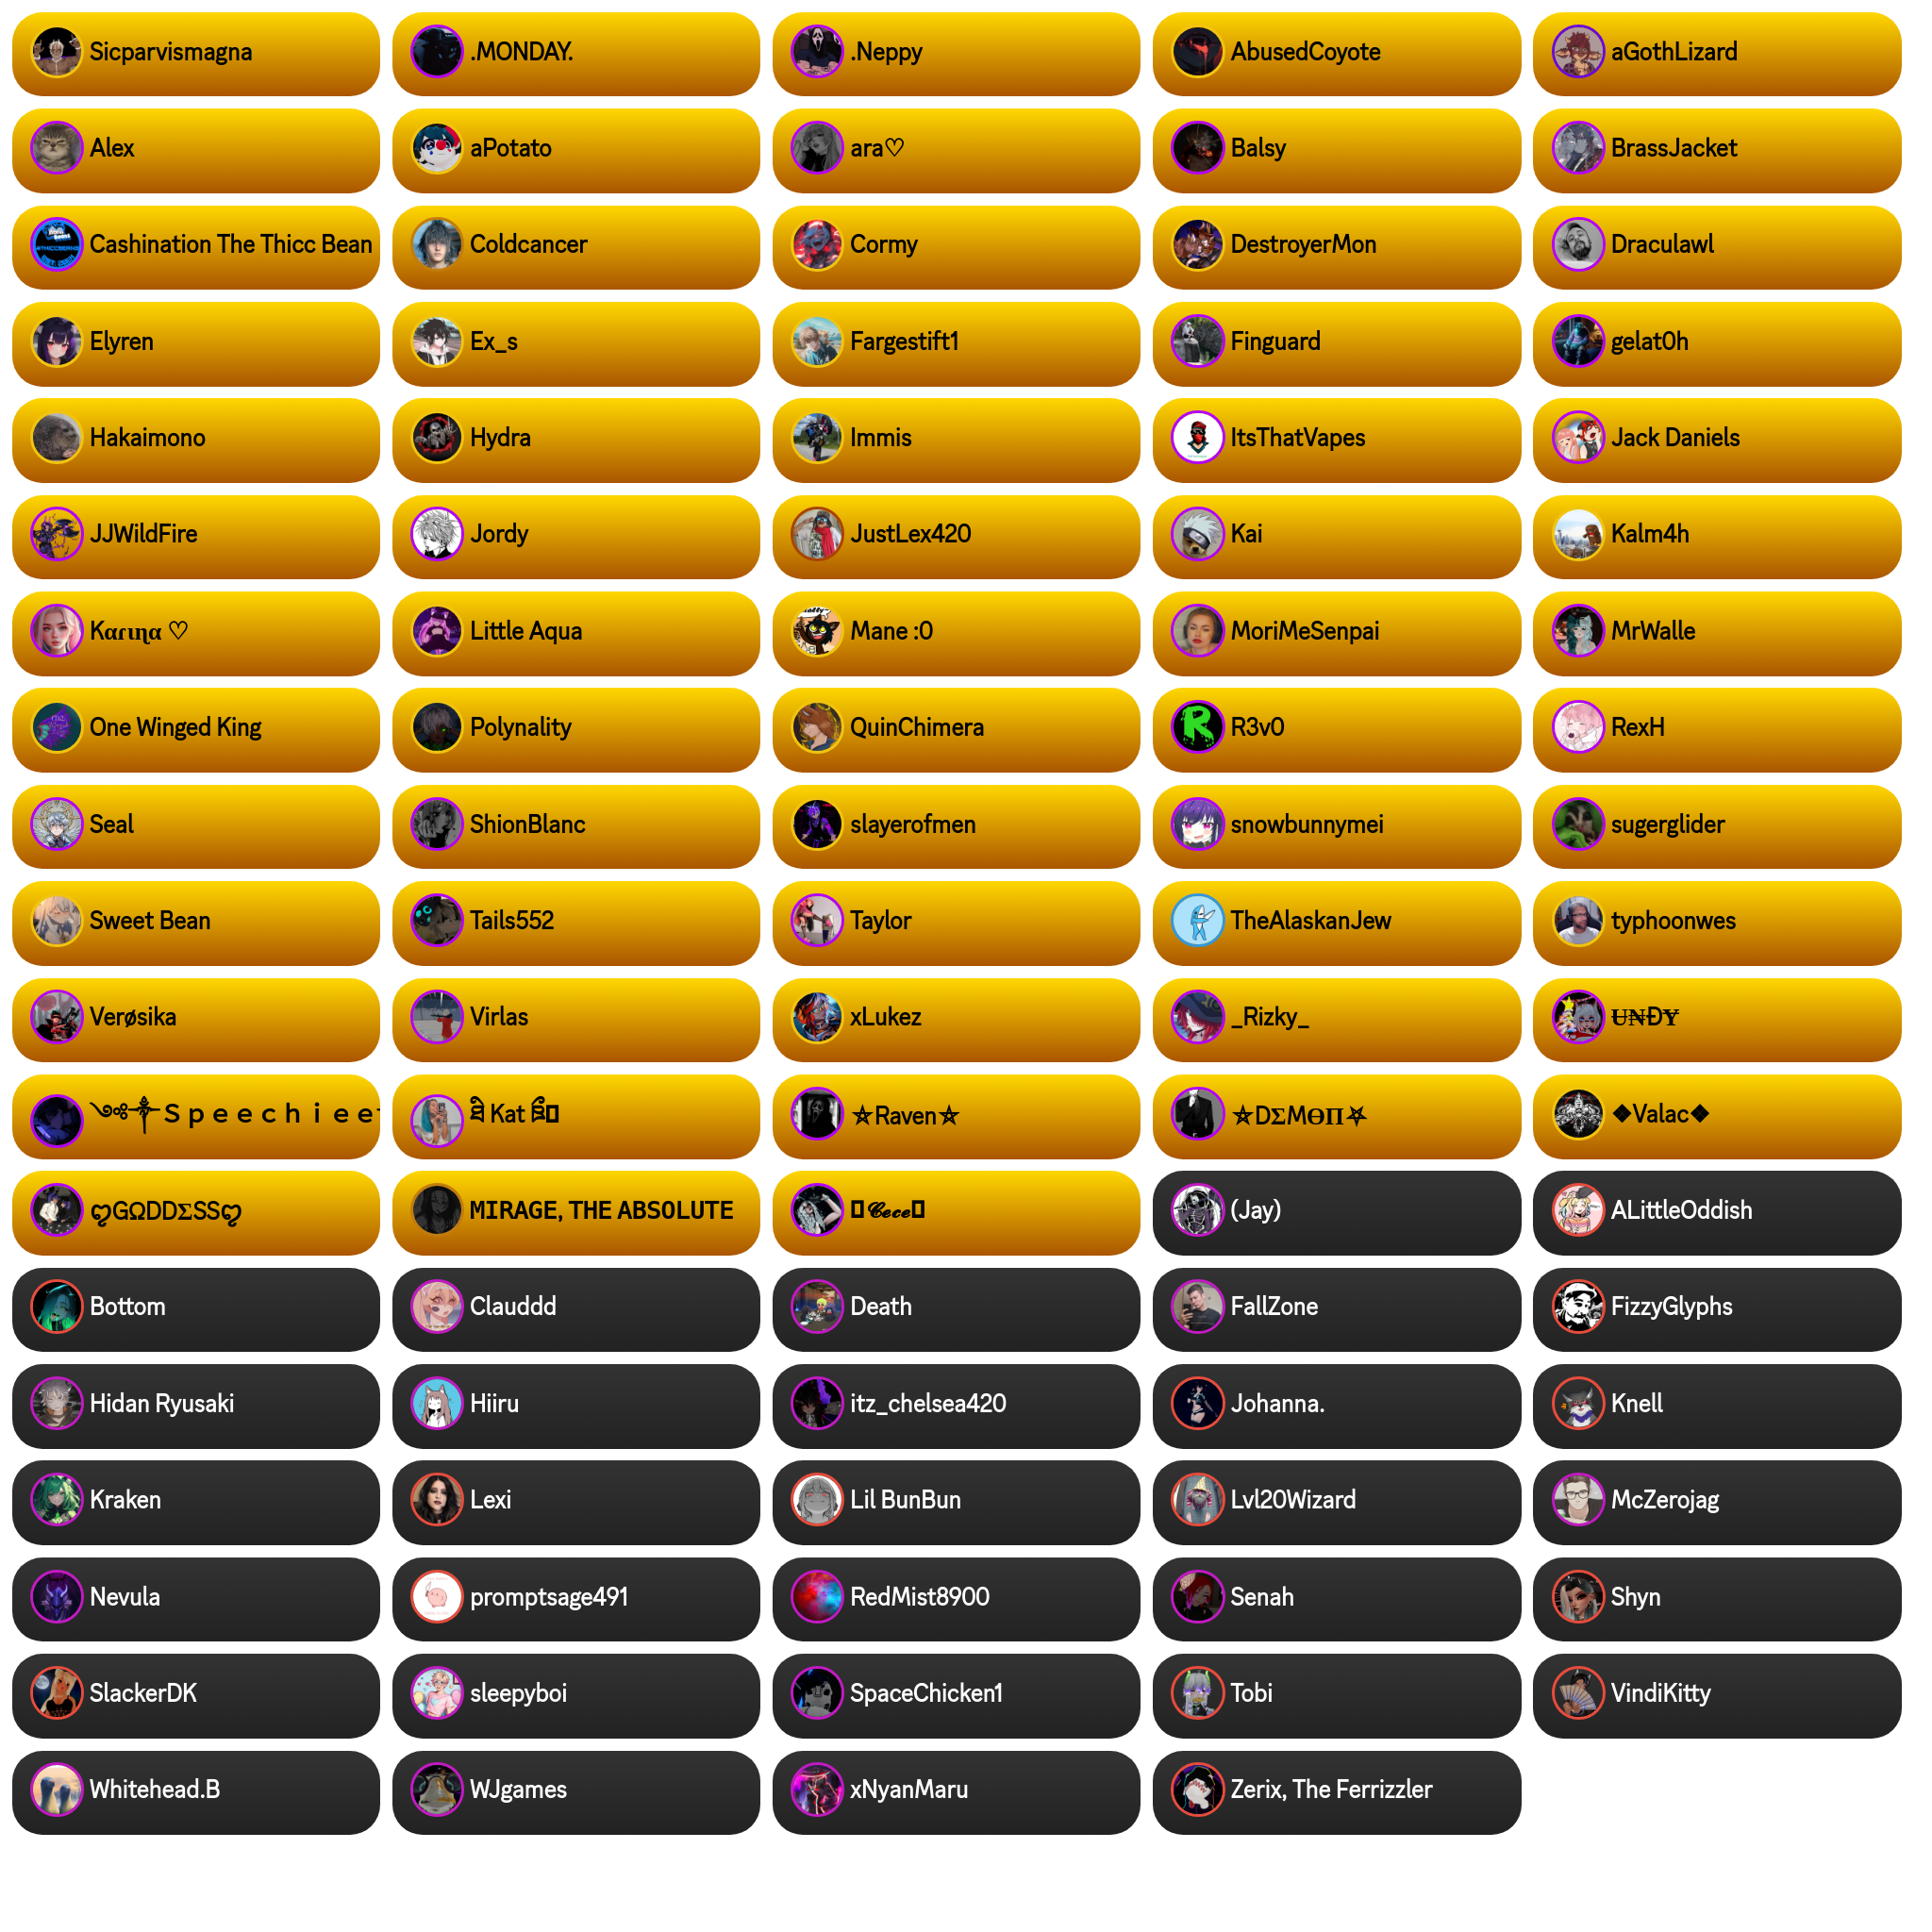 Sicparvismagna
.MONDAY.
.Neppy
AbusedCoyote
aGothLizard
Alex
aPotato
ara♡
Balsy
BrassJacket
Cashination The Thicc Bean
Coldcancer
Cormy
DestroyerMon
Draculawl
Elyren
Ex_s
Fargestift1
Finguard
gelat0h
Hakaimono
Hydra
Immis
ItsThatVapes
Jack Daniels
JJWildFire
Jordy
JustLex420
Kai
Kalm4h
Kαɾιɳα ♡
Little Aqua
Mane :0
MoriMeSenpai
MrWalle
One Winged King
Polynality
QuinChimera
R3v0
RexH
Seal
ShionBlanc
slayerofmen
snowbunnymei
sugerglider
Sweet Bean
Tails552
Taylor
TheAlaskanJew
typhoonwes
Verøsika
Virlas
xLukez
_Rizky_
U̶N̶ĐY̶
༺༒Ｓｐｅｅｃｈｉｅｅ
Kat
⛤Raven⛤
⛤DΣMӨΠ⛧
❖Valac❖
ღGΩDDΣSSღ
MIRAGE, THE ABSOLUTE
𝓒𝓮𝓬𝓮
(Jay)
ALittleOddish
Bottom
Clauddd
Death
FallZone
FizzyGlyphs
Hidan Ryusaki
Hiiru
itz_chelsea420
Johanna.
Knell
Kraken
Lexi
Lil BunBun
Lvl20Wizard
McZerojag
Nevula
promptsage491
RedMist8900
Senah
Shyn
SlackerDK
sleepyboi
SpaceChicken1
Tobi
VindiKitty
Whitehead.B
WJgames
xNyanMaru
Zerix, The Ferrizzler